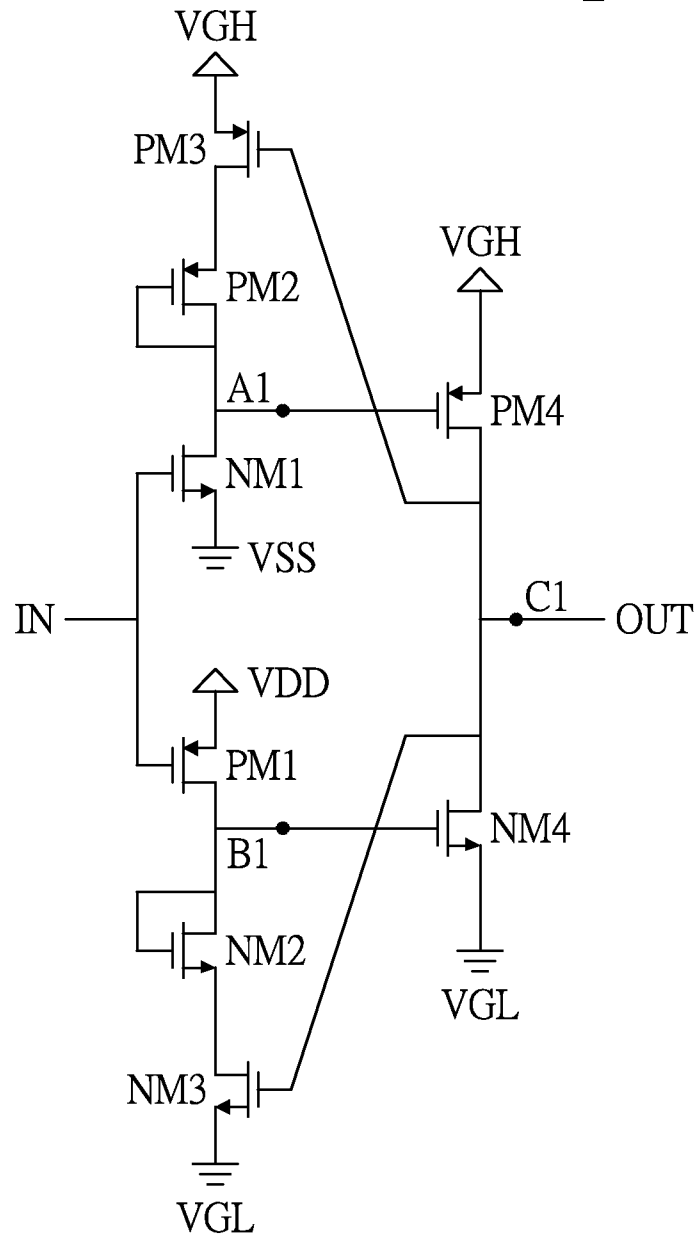 VGH
PM3
PM2
VGH
A1
PM4
NM1
VSS
C1
IN
OUT
VDD
PM1
B1
NM4
NM2
VGL
NM3
VGL